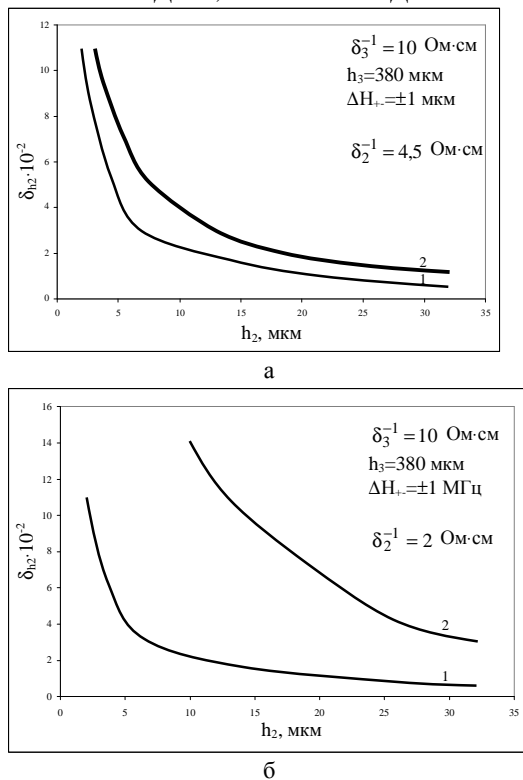 12
10
8
6
4
2
0
δh2·10⁻²
δ₃⁻¹ = 10 Ом·см
h₃=380 мкм
ΔH₊₋=±1 мкм
δ₂⁻¹ = 4,5 Ом·см
2
1
0 5 10 15 20 25 30 35
h₂, мкм
а
16
14
12
10
8
6
4
2
0
δh2·10⁻²
δ₃⁻¹ = 10 Ом·см
h₃=380 мкм
ΔH₊₋=±1 МГц
δ₂⁻¹ = 2 Ом·см
2
1
0 5 10 15 20 25 30 35
h₂, мкм
б